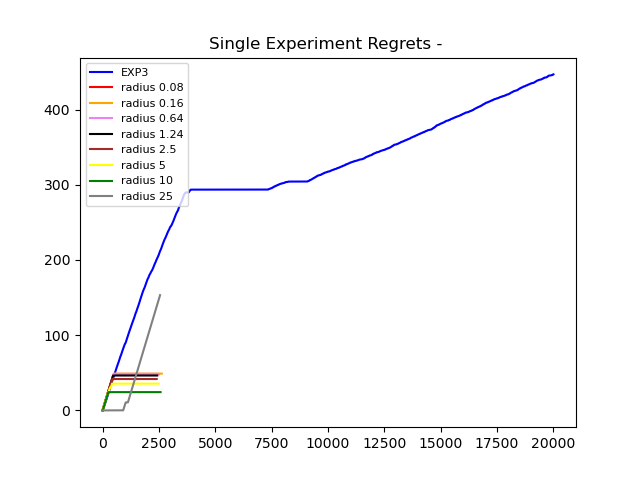 Single Experiment Regrets -
EXP3
radius 0.08
radius 0.16
radius 0.64
radius 1.24
radius 2.5
radius 5
radius 10
radius 25
400
300
200
100
0
0 2500 5000 7500 10000 12500 15000 17500 20000